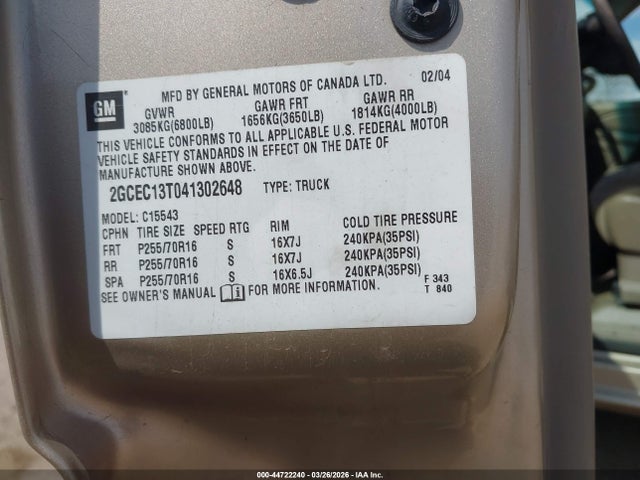 MFD BY GENERAL MOTORS OF CANADA LTD. 02/04
GM
GVWR GAWR FRT GAWR RR
3085KG(6800LB) 1656KG(3650LB) 1814KG(4000LB)
THIS VEHICLE CONFORMS TO ALL APPLICABLE U.S. FEDERAL MOTOR
VEHICLE SAFETY STANDARDS IN EFFECT ON THE DATE OF
MANUFACTURE SHOWN ABOVE.
2GCEC13T041302648 TYPE: TRUCK
MODEL: C15543
CPHN TIRE SIZE SPEED RTG RIM COLD TIRE PRESSURE
FRT P255/70R16 S 16X7J 240KPA(35PSI)
RR P255/70R16 S 16X7J 240KPA(35PSI)
SPA P255/70R16 S 16X6.5J 240KPA(35PSI)
SEE OWNER'S MANUAL FOR MORE INFORMATION.
F 343
T 840
000-44722240 - 03/26/2026 - IAA Inc.